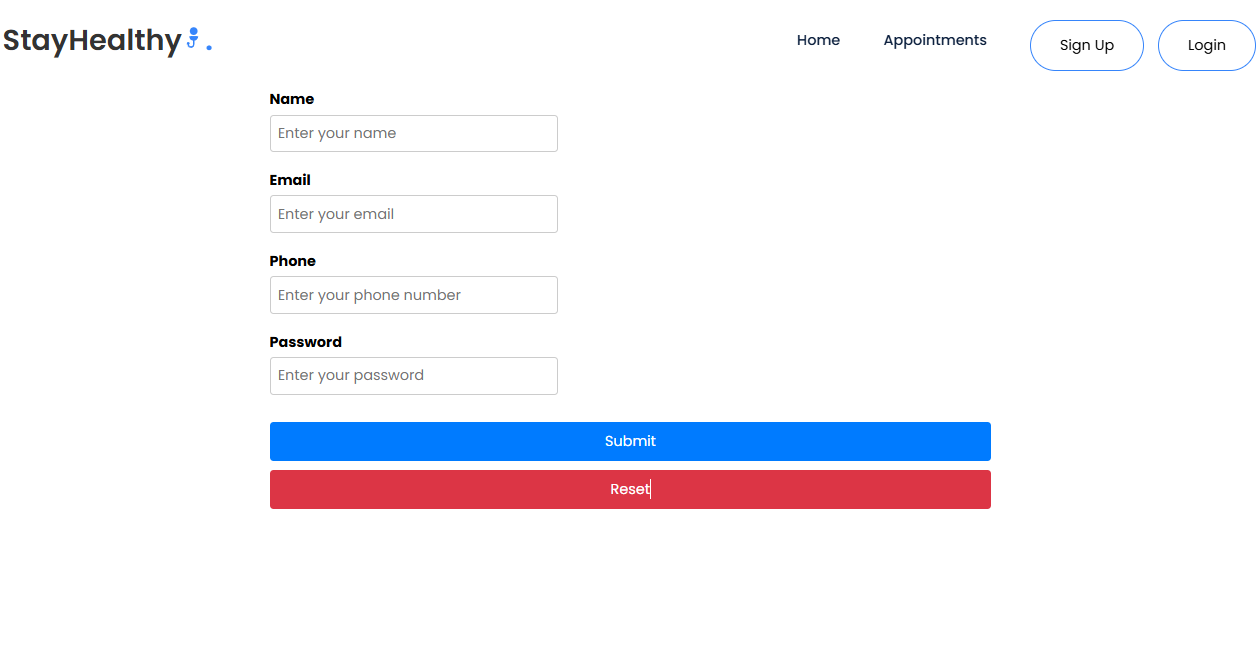 StayHealthy .
Home Appointments Sign Up Login
Name
Enter your name
Email
Enter your email
Phone
Enter your phone number
Password
Enter your password
Submit
Reset